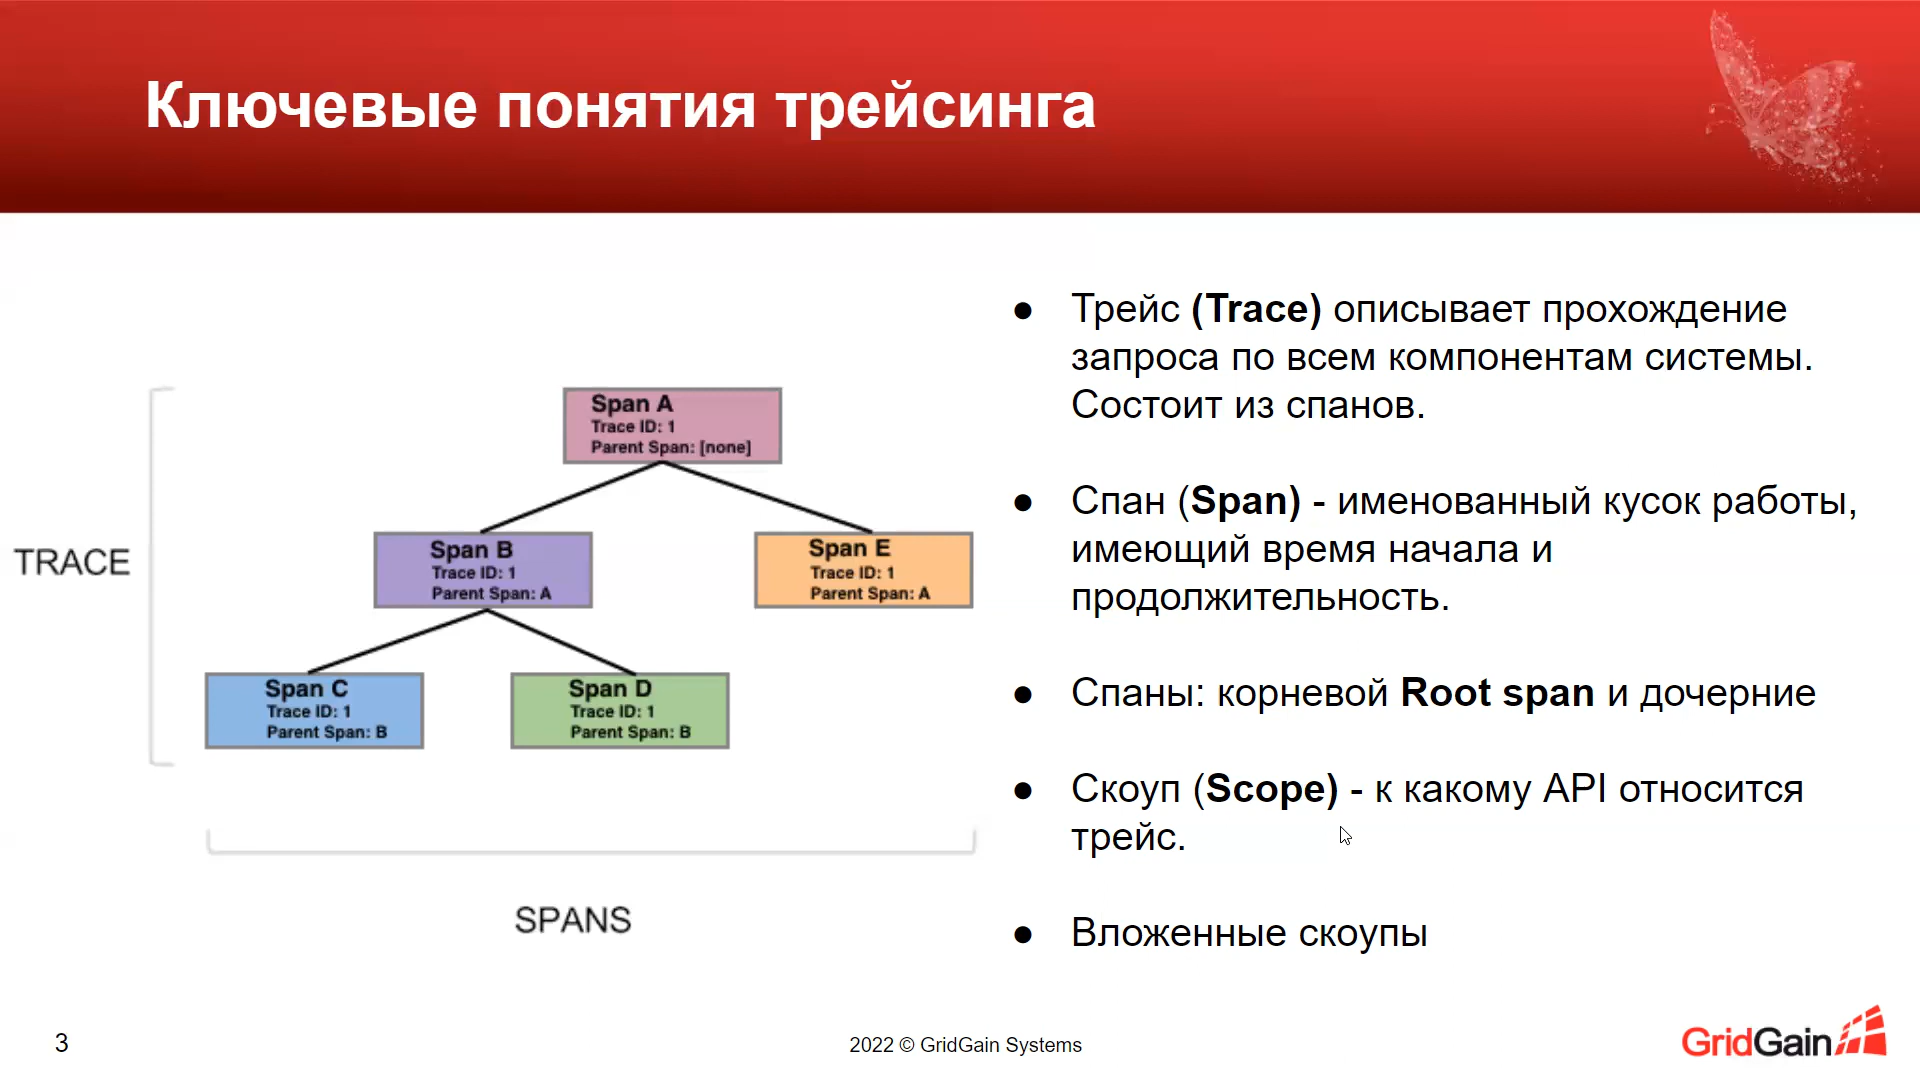 Ключевые понятия трейсинга
TRACE
Span A
Trace ID: 1
Parent Span: [none]
Span B
Trace ID: 1
Parent Span: A
Span E
Trace ID: 1
Parent Span: A
Span C
Trace ID: 1
Parent Span: B
Span D
Trace ID: 1
Parent Span: B
SPANS
● Трейс (Trace) описывает прохождение
запроса по всем компонентам системы.
Состоит из спанов.
● Спан (Span) - именованный кусок работы,
имеющий время начала и
продолжительность.
● Спаны: корневой Root span и дочерние
● Скоуп (Scope) - к какому API относится
трейс.
● Вложенные скоупы
3
2022 © GridGain Systems
GridGain